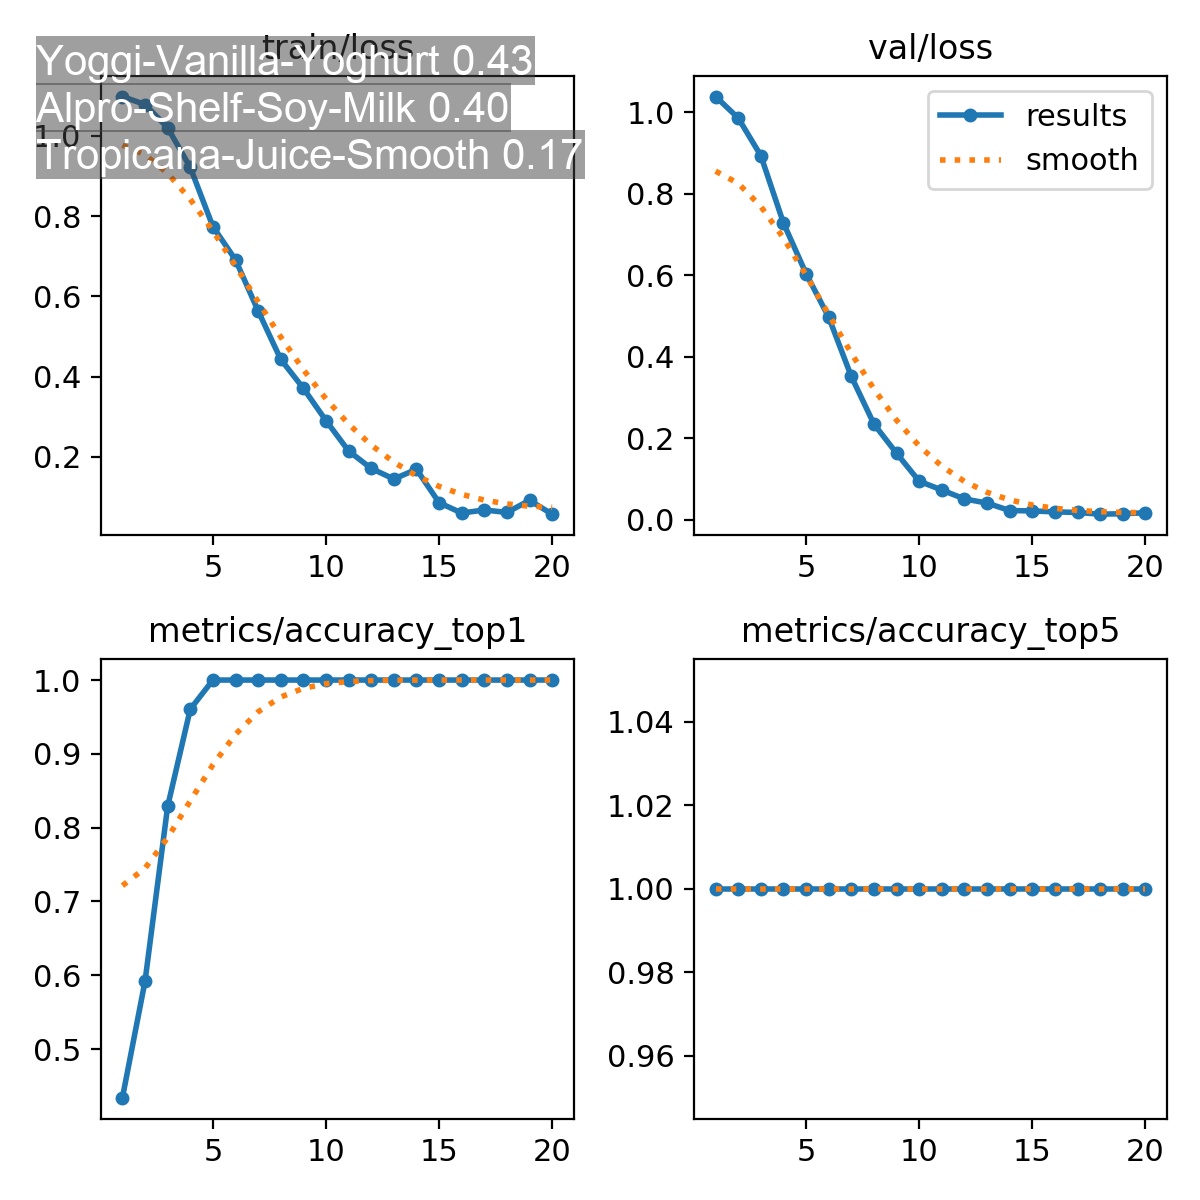 train/loss
Yoggi-Vanilla-Yoghurt 0.43
Alpro-Shelf-Soy-Milk 0.40
Tropicana-Juice-Smooth 0.17
1.0
0.8
0.6
0.4
0.2
5 10 15 20
val/loss
results
smooth
1.0
0.8
0.6
0.4
0.2
0.0
5 10 15 20
metrics/accuracy_top1
1.0
0.9
0.8
0.7
0.6
0.5
5 10 15 20
metrics/accuracy_top5
1.04
1.02
1.00
0.98
0.96
5 10 15 20